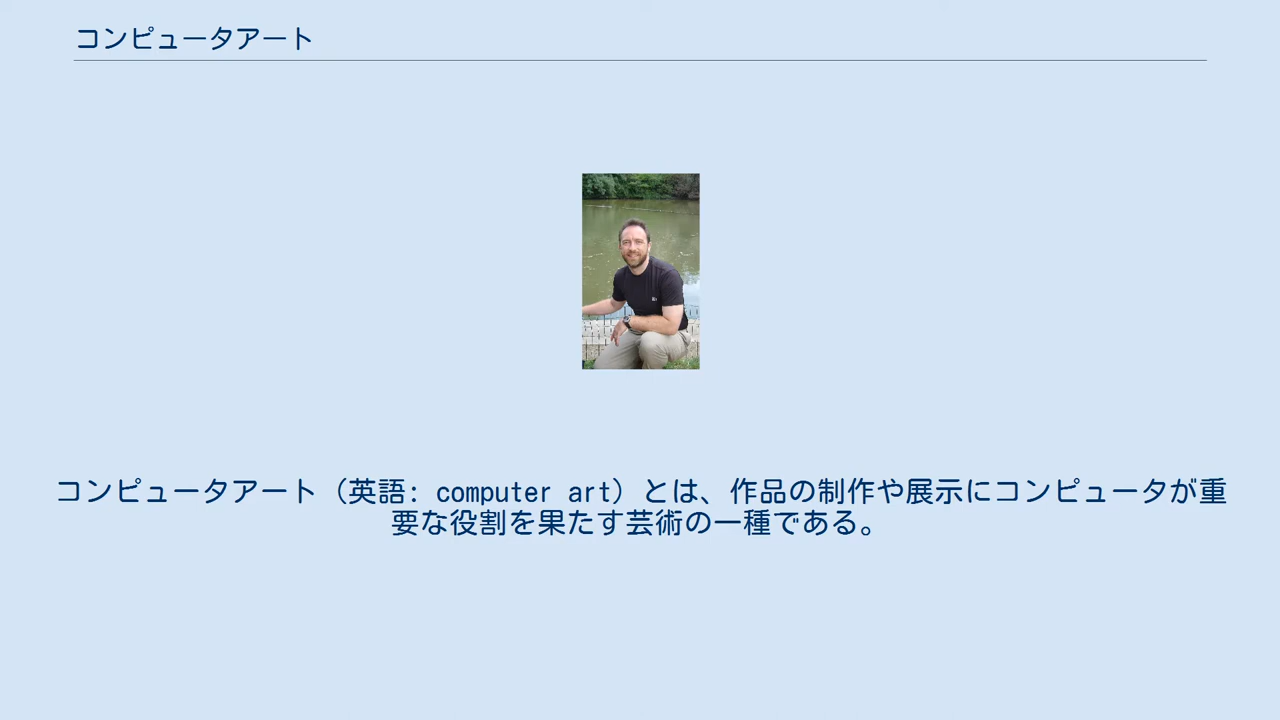 コンピュータアート
コンピュータアート（英語: computer art）とは、作品の制作や展示にコンピュータが重
要な役割を果たす芸術の一種である。